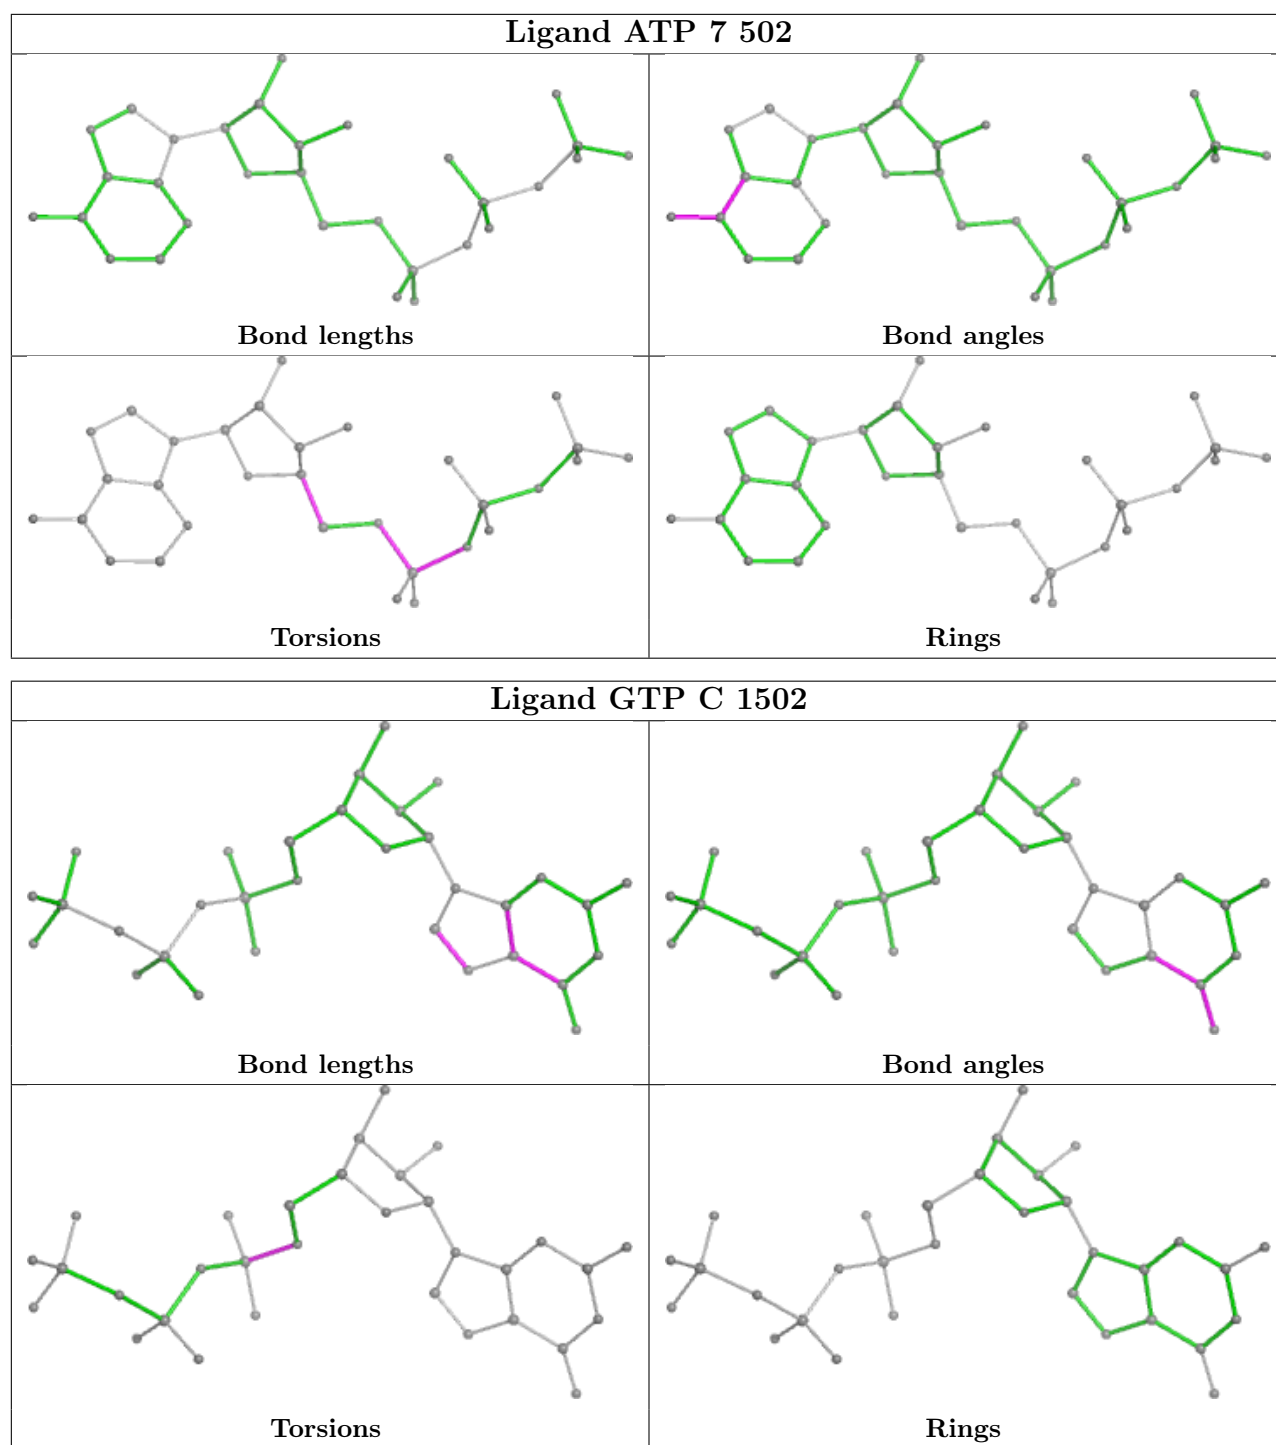 Ligand ATP 7 502
Bond lengths
Bond angles
Torsions
Rings
Ligand GTP C 1502
Bond lengths
Bond angles
Torsions
Rings